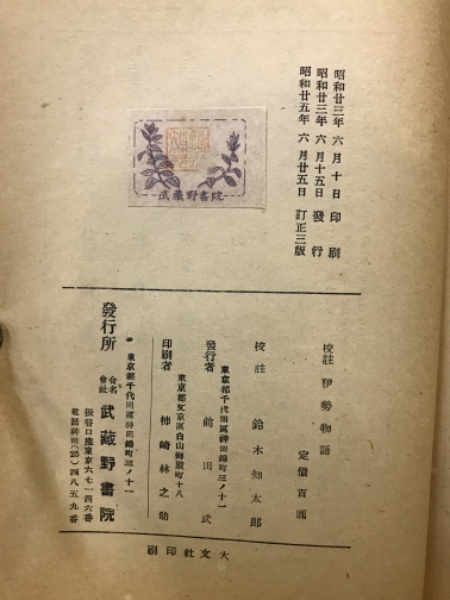 昭和廿三年六月十日印刷
昭和廿三年六月十五日發行
昭和廿五年六月廿五日訂正三版
武藏野書院
校註 伊勢物語
定價百圓
校註 鈴木知太郎
東京都千代田區神田錦町三ノ十一
發行者 前田武
東京都文京區白山御殿町十八
印刷者 柿崎林之助
東京都千代田區神田錦町三ノ十一
發行所 合名會社 武藏野書院
振替口座東京六七一四六番
電話神田(25)四八五九番
大文社印刷